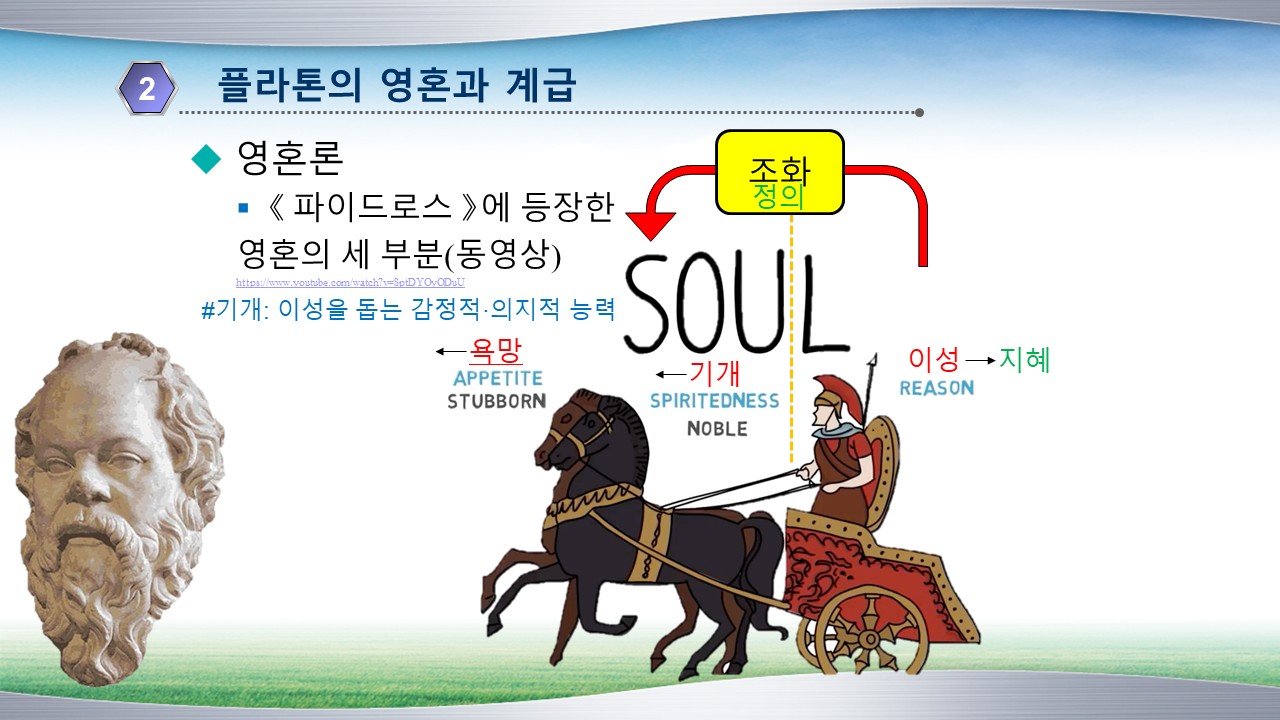 2
플라톤의 영혼과 계급
영혼론
《 파이드로스 》에 등장한
영혼의 세 부분(동영상)
https://www.youtube.com/watch?v=SptDYOvODuU
#기개: 이성을 돕는 감정적·의지적 능력
조화
정의
SOUL
욕망
APPETITE
STUBBORN
기개
SPIRITEDNESS
NOBLE
이성
지혜
REASON